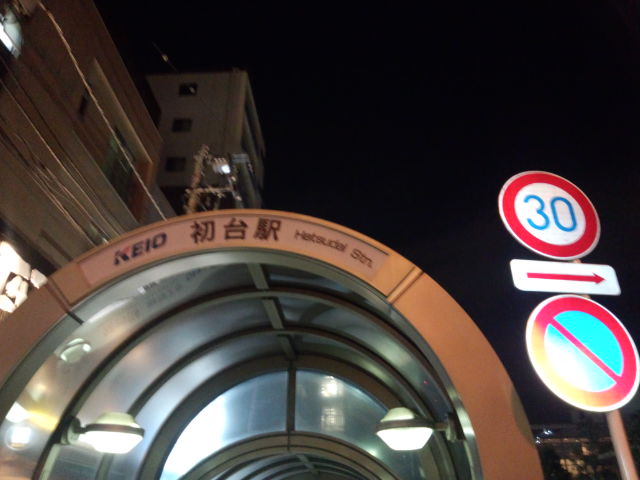 KEIO 初台駅 Hatsudai Stn.
30